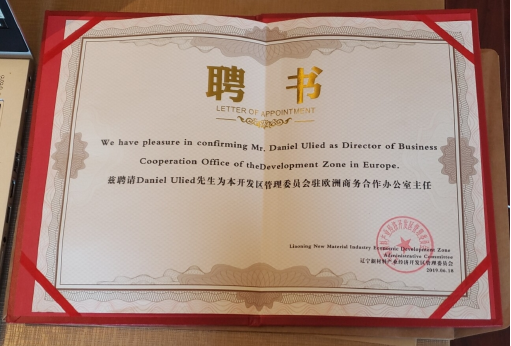 聘 书
LETTER OF APPOINTMENT
We have pleasure in confirming Mr. Daniel Ulied as Director of Business
Cooperation Office of theDevelopment Zone in Europe.
兹聘请Daniel Ulied先生为本开发区管理委员会驻欧洲商务合作办公室主任
Liaoning New Material Industry Economic Development Zone
Administrative Committee
辽宁新材料产业经济开发区管理委员会
2019.06.18